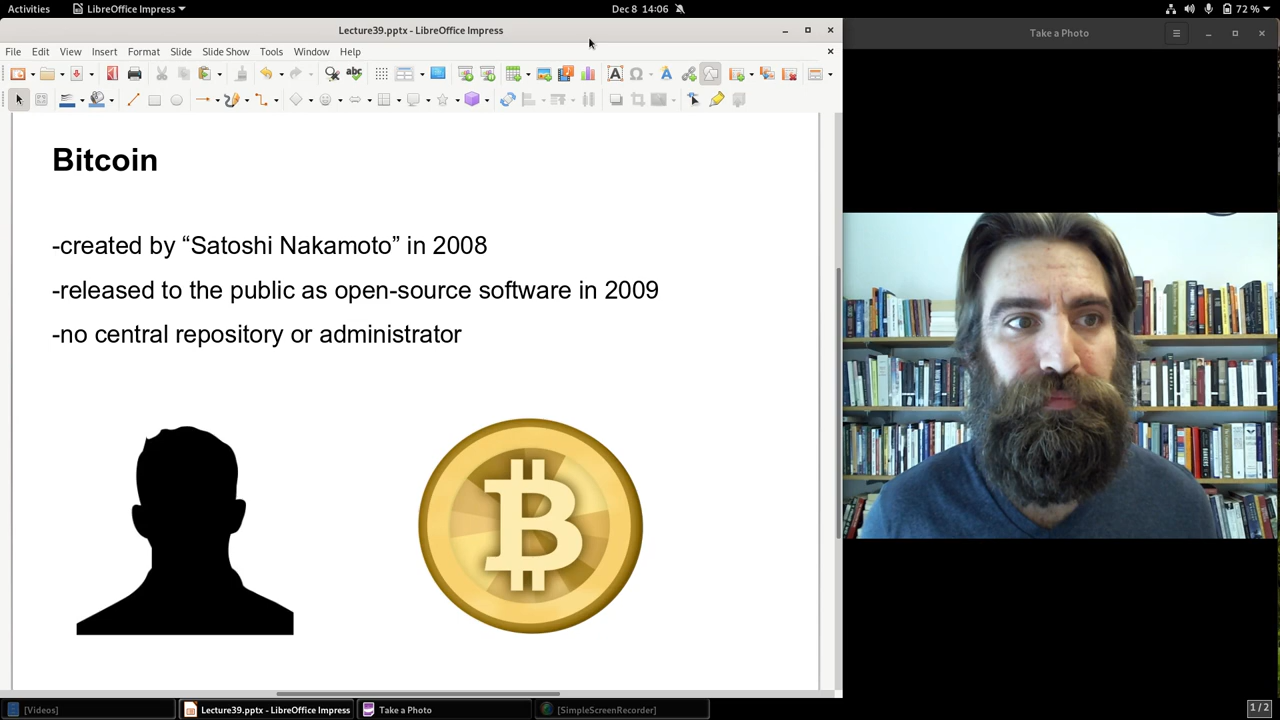 Activities LibreOffice Impress Dec 8 14:06 72 %
Lecture39.pptx - LibreOffice Impress
Take a Photo
File Edit View Insert Format Slide Slide Show Tools Window Help
Bitcoin
-created by “Satoshi Nakamoto” in 2008
-released to the public as open-source software in 2009
-no central repository or administrator
[Videos] Lecture39.pptx - LibreOffice Impress Take a Photo [SimpleScreenRecorder] 1/2